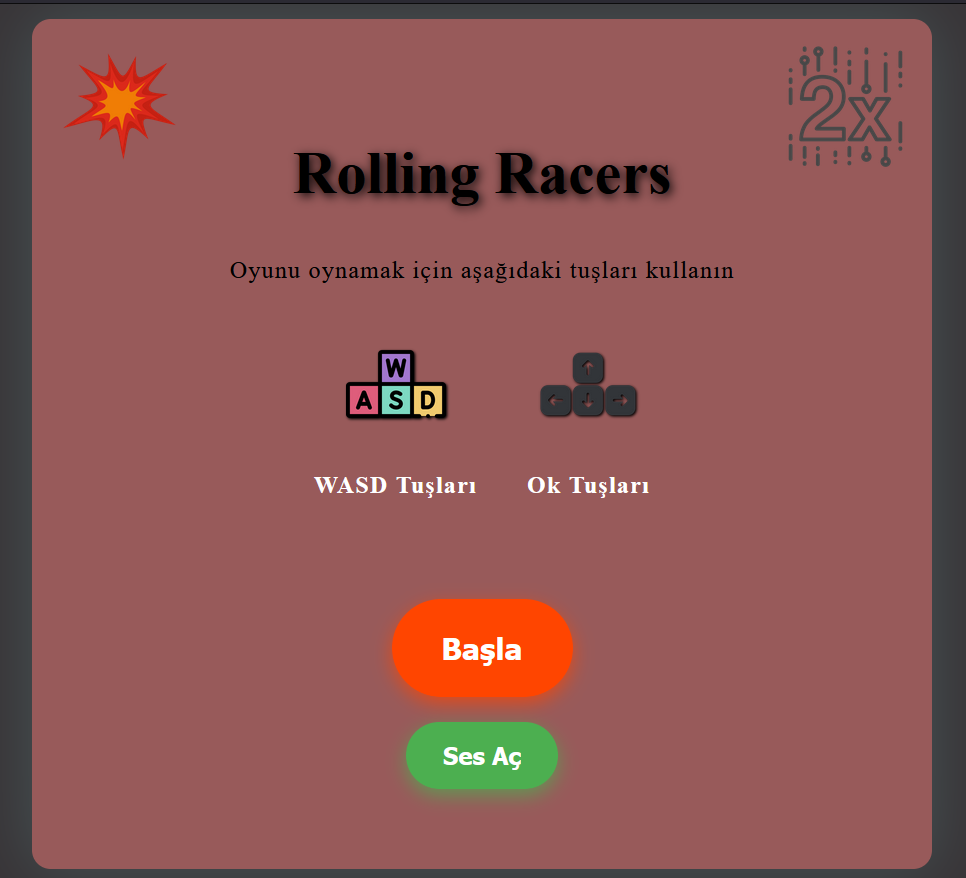 2x
Rolling Racers
Oyunu oynamak için aşağıdaki tuşları kullanın
W
A S D
WASD Tuşları
Ok Tuşları
Başla
Ses Aç